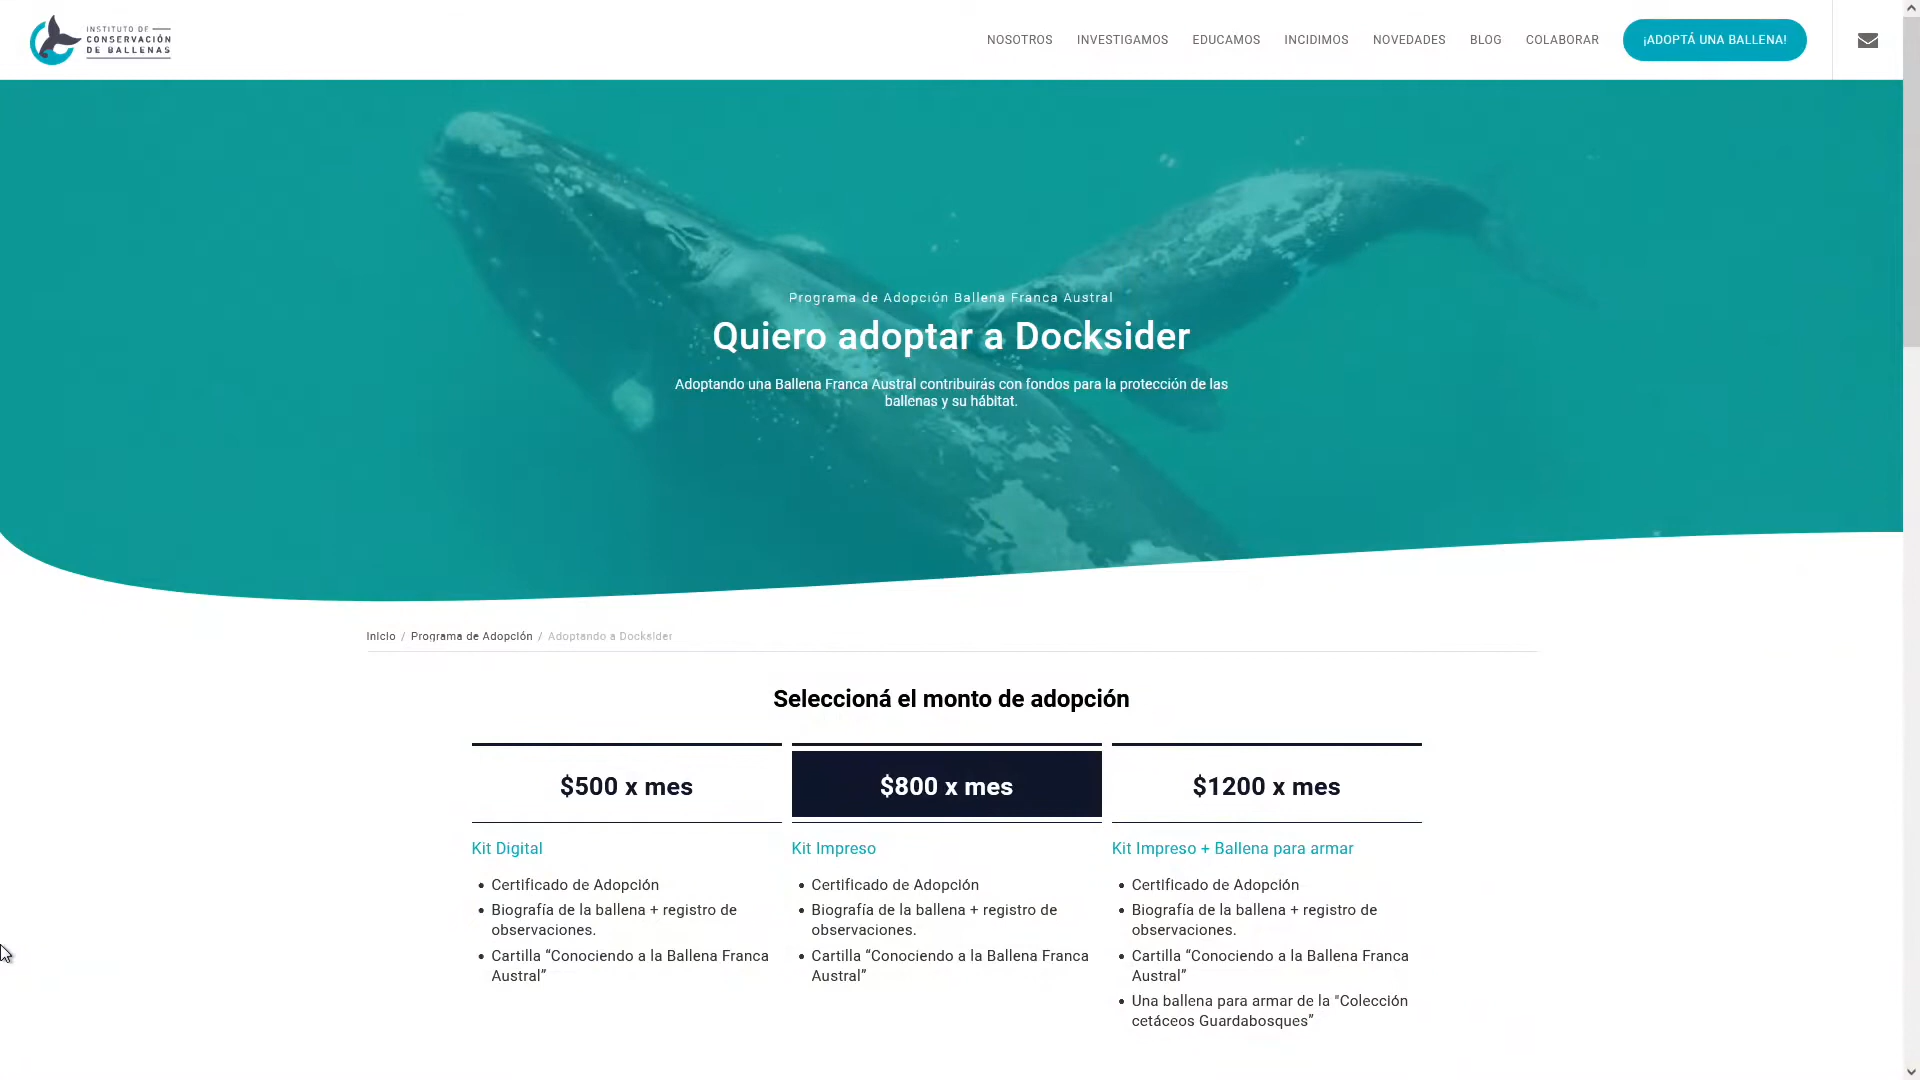 INSTITUTO DE
CONSERVACIÓN
DE BALLENAS
NOSOTROS
INVESTIGAMOS
EDUCAMOS
INCIDIMOS
NOVEDADES
BLOG
COLABORAR
¡ADOPTÁ UNA BALLENA!
Programa de Adopción Ballena Franca Austral
Quiero adoptar a Docksider
Adoptando una Ballena Franca Austral contribuirás con fondos para la protección de las
ballenas y su hábitat.
Inicio / Programa de Adopción / Adoptando a Docksider
Seleccioná el monto de adopción
$500 x mes
Kit Digital
• Certificado de Adopción
• Biografía de la ballena + registro de
observaciones.
• Cartilla “Conociendo a la Ballena Franca
Austral”
$800 x mes
Kit Impreso
• Certificado de Adopción
• Biografía de la ballena + registro de
observaciones.
• Cartilla “Conociendo a la Ballena Franca
Austral”
$1200 x mes
Kit Impreso + Ballena para armar
• Certificado de Adopción
• Biografía de la ballena + registro de
observaciones.
• Cartilla “Conociendo a la Ballena Franca
Austral”
• Una ballena para armar de la "Colección
cetáceos Guardabosques”